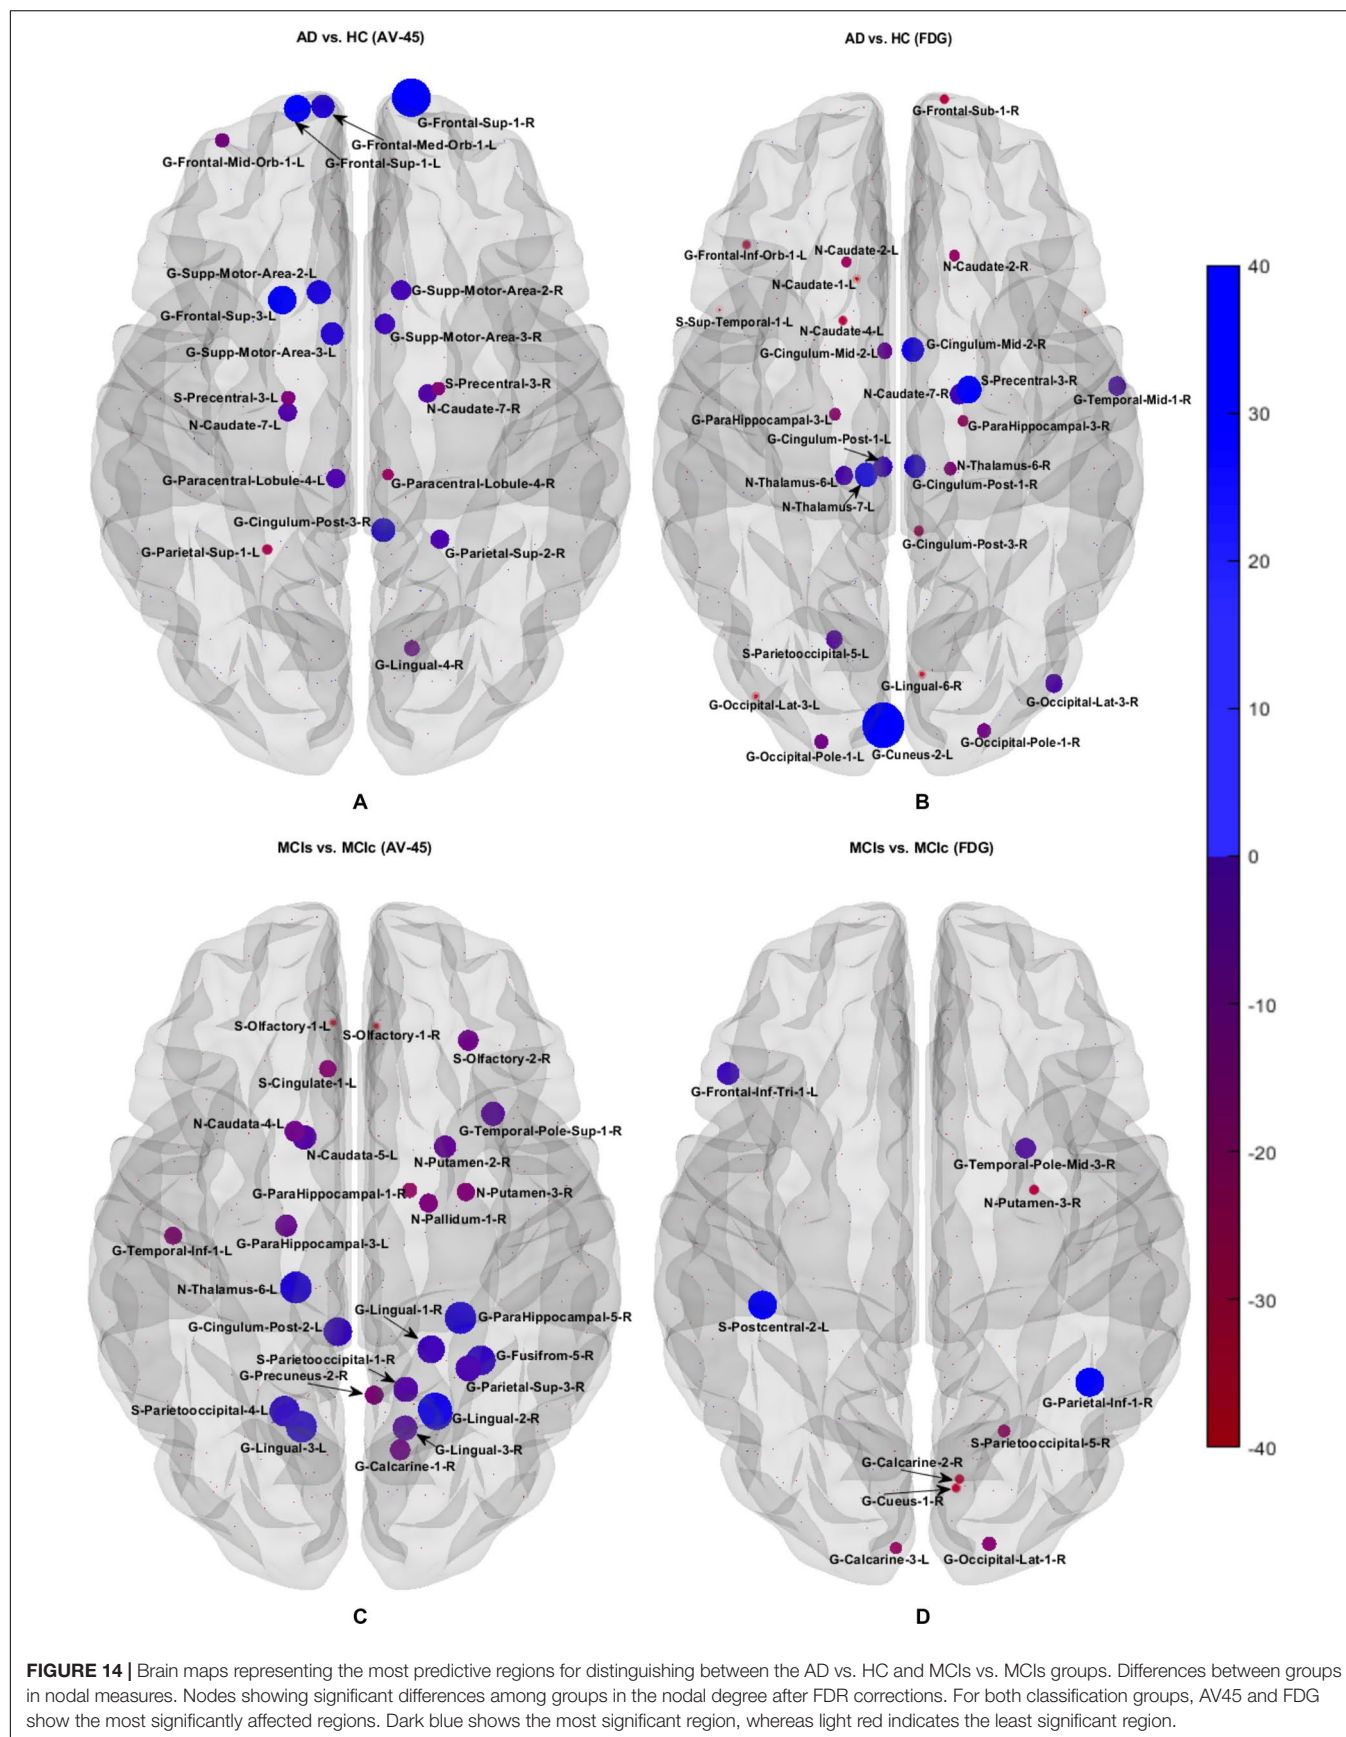 AD vs. HC (AV-45)
G-Frontal-Sup-1-R
G-Frontal-Med-Orb-1-L
G-Frontal-Mid-Orb-1-L
G-Frontal-Sup-1-L
G-Supp-Motor-Area-2-L
G-Supp-Motor-Area-2-R
G-Frontal-Sup-3-L
G-Supp-Motor-Area-3-R
G-Supp-Motor-Area-3-L
S-Precentral-3-R
S-Precentral-3-L
N-Caudate-7-R
N-Caudate-7-L
G-Paracentral-Lobule-4-L
G-Paracentral-Lobule-4-R
G-Cingulum-Post-3-R
G-Parietal-Sup-1-L
G-Parietal-Sup-2-R
G-Lingual-4-R
A
AD vs. HC (FDG)
G-Frontal-Sub-1-R
G-Frontal-Inf-Orb-1-L
N-Caudate-2-L
N-Caudate-2-R
N-Caudate-1-L
S-Sup-Temporal-1-L
N-Caudate-4-L
G-Cingulum-Mid-2-L
G-Cingulum-Mid-2-R
S-Precentral-3-R
N-Caudate-7-R
G-Temporal-Mid-1-R
G-ParaHippocampal-3-L
G-ParaHippocampal-3-R
G-Cingulum-Post-1-L
N-Thalamus-6-R
N-Thalamus-6-L
G-Cingulum-Post-1-R
N-Thalamus-7-L
G-Cingulum-Post-3-R
S-Parietooccipital-5-L
G-Lingual-6-R
G-Occipital-Lat-3-L
G-Occipital-Lat-3-R
G-Occipital-Pole-1-R
G-Occipital-Pole-1-L
G-Cuneus-2-L
B
40
30
20
10
0
-10
-20
-30
-40
MCIs vs. MCIc (AV-45)
S-Olfactory-1-L
S-Olfactory-1-R
S-Olfactory-2-R
S-Cingulate-1-L
N-Caudata-4-L
G-Temporal-Pole-Sup-1-R
N-Caudata-5-L
N-Putamen-2-R
G-ParaHippocampal-1-R
N-Putamen-3-R
N-Pallidum-1-R
G-ParaHippocampal-3-L
G-Temporal-Inf-1-L
N-Thalamus-6-L
G-Lingual-1-R
G-ParaHippocampal-5-R
G-Cingulum-Post-2-L
G-Fusifrom-5-R
S-Parietooccipital-1-R
G-Precuneus-2-R
G-Parietal-Sup-3-R
S-Parietooccipital-4-L
G-Lingual-2-R
G-Lingual-3-L
G-Lingual-3-R
G-Calcarine-1-R
C
MCIs vs. MCIc (FDG)
G-Frontal-Inf-Tri-1-L
G-Temporal-Pole-Mid-3-R
N-Putamen-3-R
S-Postcentral-2-L
G-Parietal-Inf-1-R
S-Parietooccipital-5-R
G-Calcarine-2-R
G-Cueus-1-R
G-Calcarine-3-L
G-Occipital-Lat-1-R
D
FIGURE 14 | Brain maps representing the most predictive regions for distinguishing between the AD vs. HC and MCIs vs. MCIs groups. Differences between groups
in nodal measures. Nodes showing significant differences among groups in the nodal degree after FDR corrections. For both classification groups, AV45 and FDG
show the most significantly affected regions. Dark blue shows the most significant region, whereas light red indicates the least significant region.